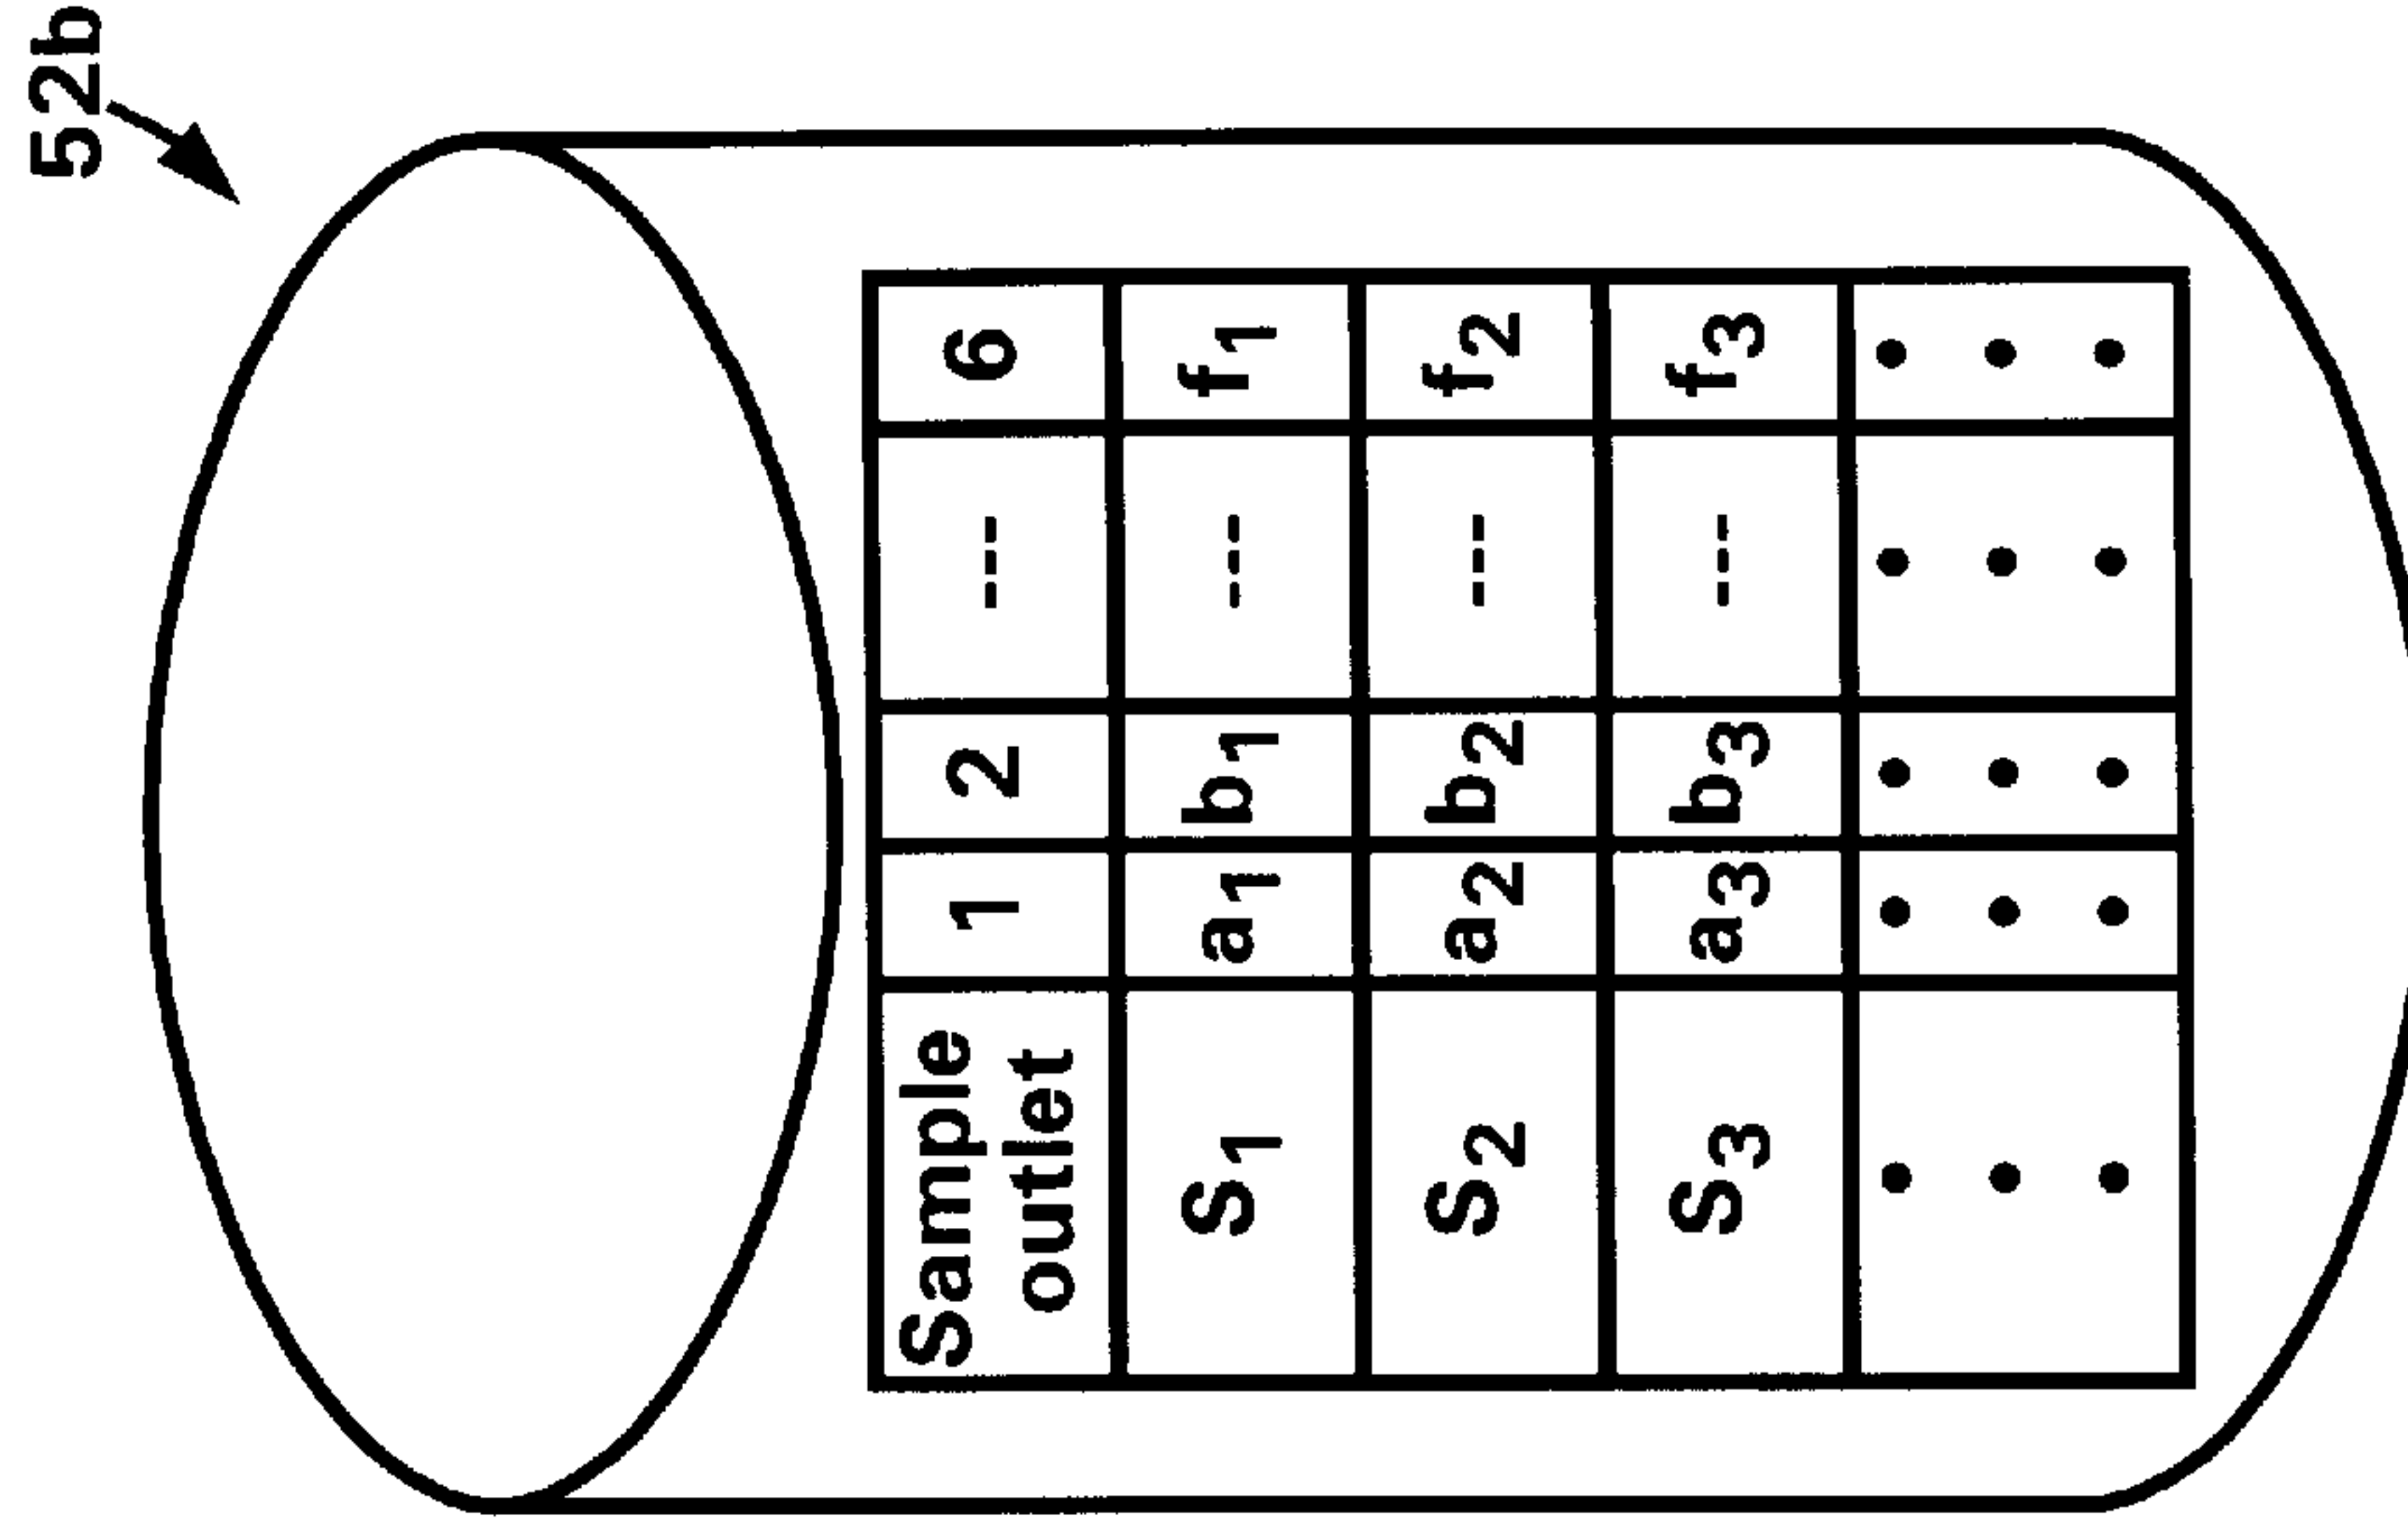 52b
Sample outlet 1 2 --- 6
S1 a1 b1 --- f1
S2 a2 b2 --- f2
S3 a3 b3 --- f3